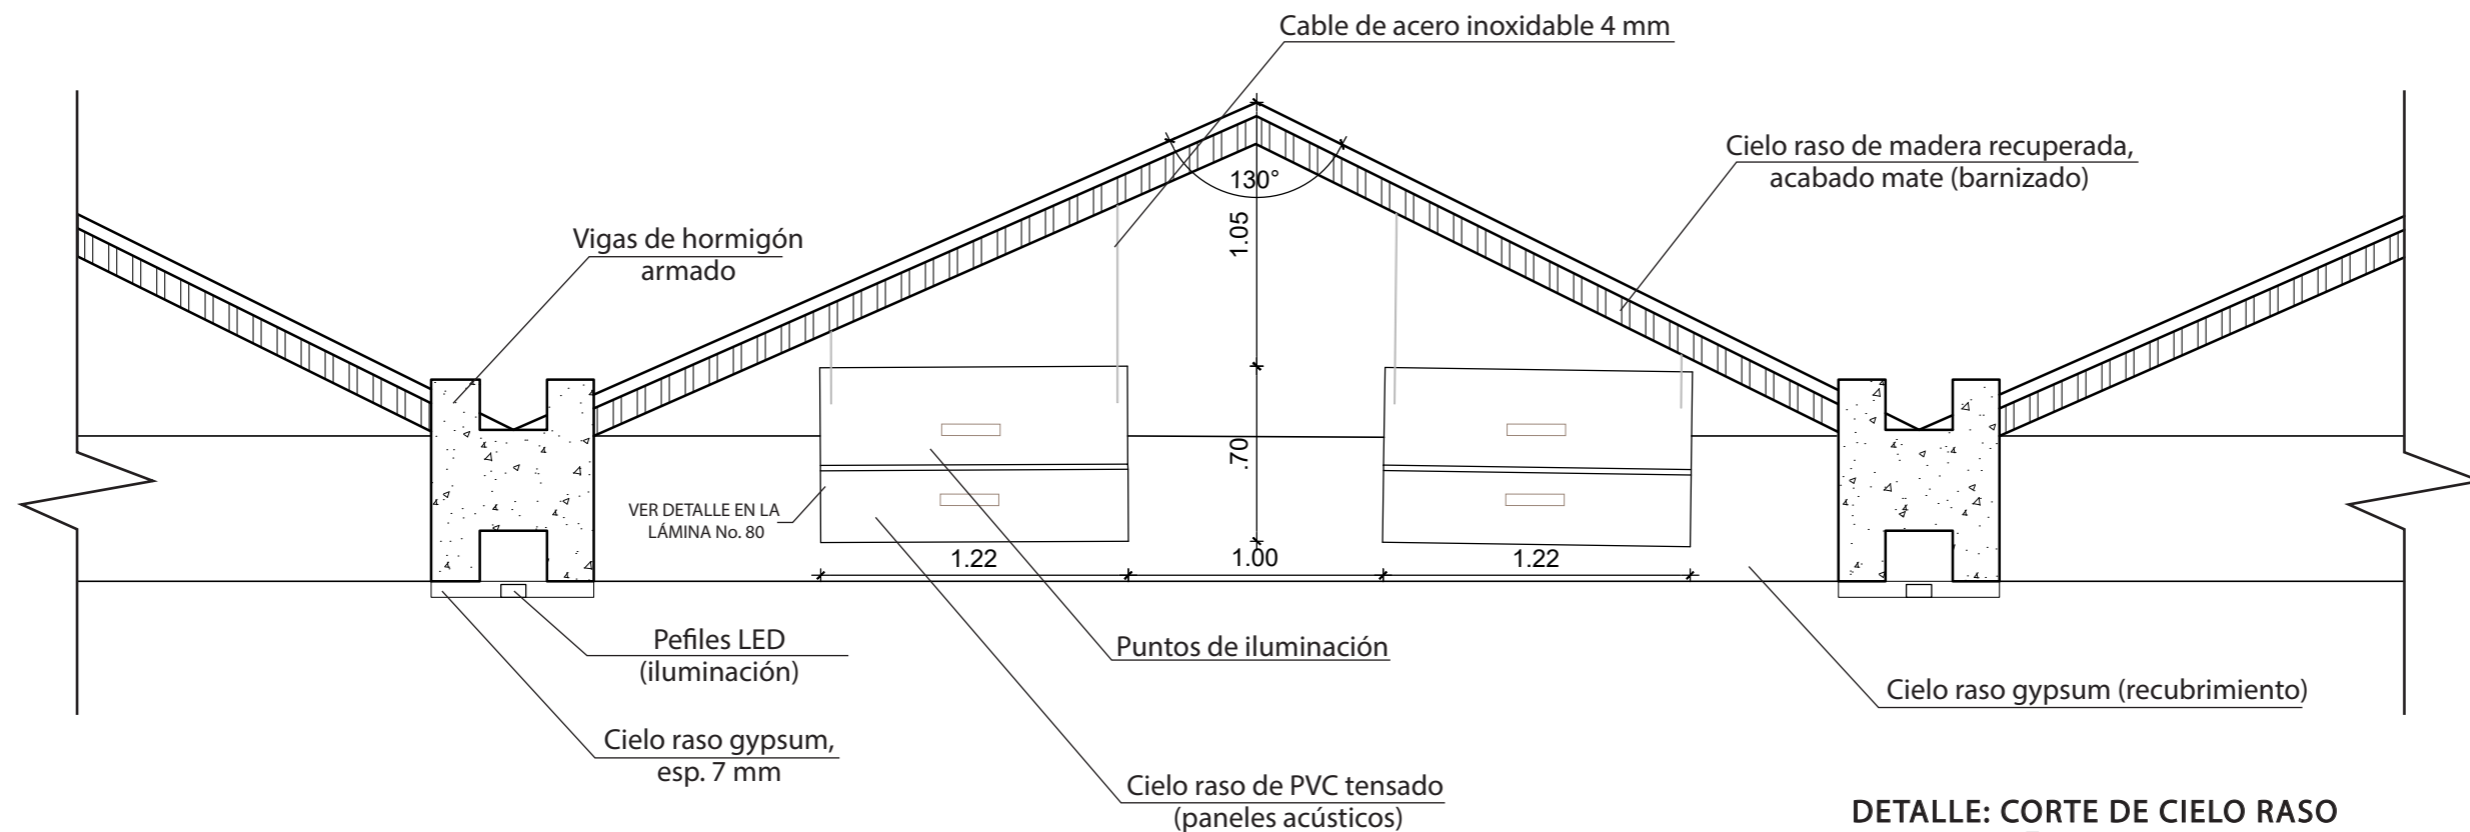 Cable de acero inoxidable 4 mm
Cielo raso de madera recuperada,
acabado mate (barnizado)
130°
1.05
Vigas de hormigón
armado
.70
VER DETALLE EN LA
LÁMINA No. 80
1.22
1.00
1.22
Pefiles LED
(iluminación)
Puntos de iluminación
Cielo raso gypsum (recubrimiento)
Cielo raso gypsum,
esp. 7 mm
Cielo raso de PVC tensado
(paneles acústicos)
DETALLE: CORTE DE CIELO RASO